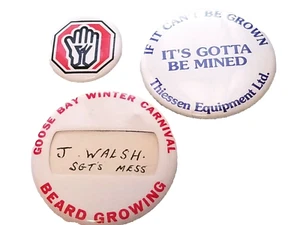 IF IT CAN'T BE GROWN
IT'S GOTTA
BE MINED
Thiessen Equipment Ltd.
GOOSE BAY WINTER CARNIVAL
J. WALSH.
SGT'S MESS
BEARD GROWING